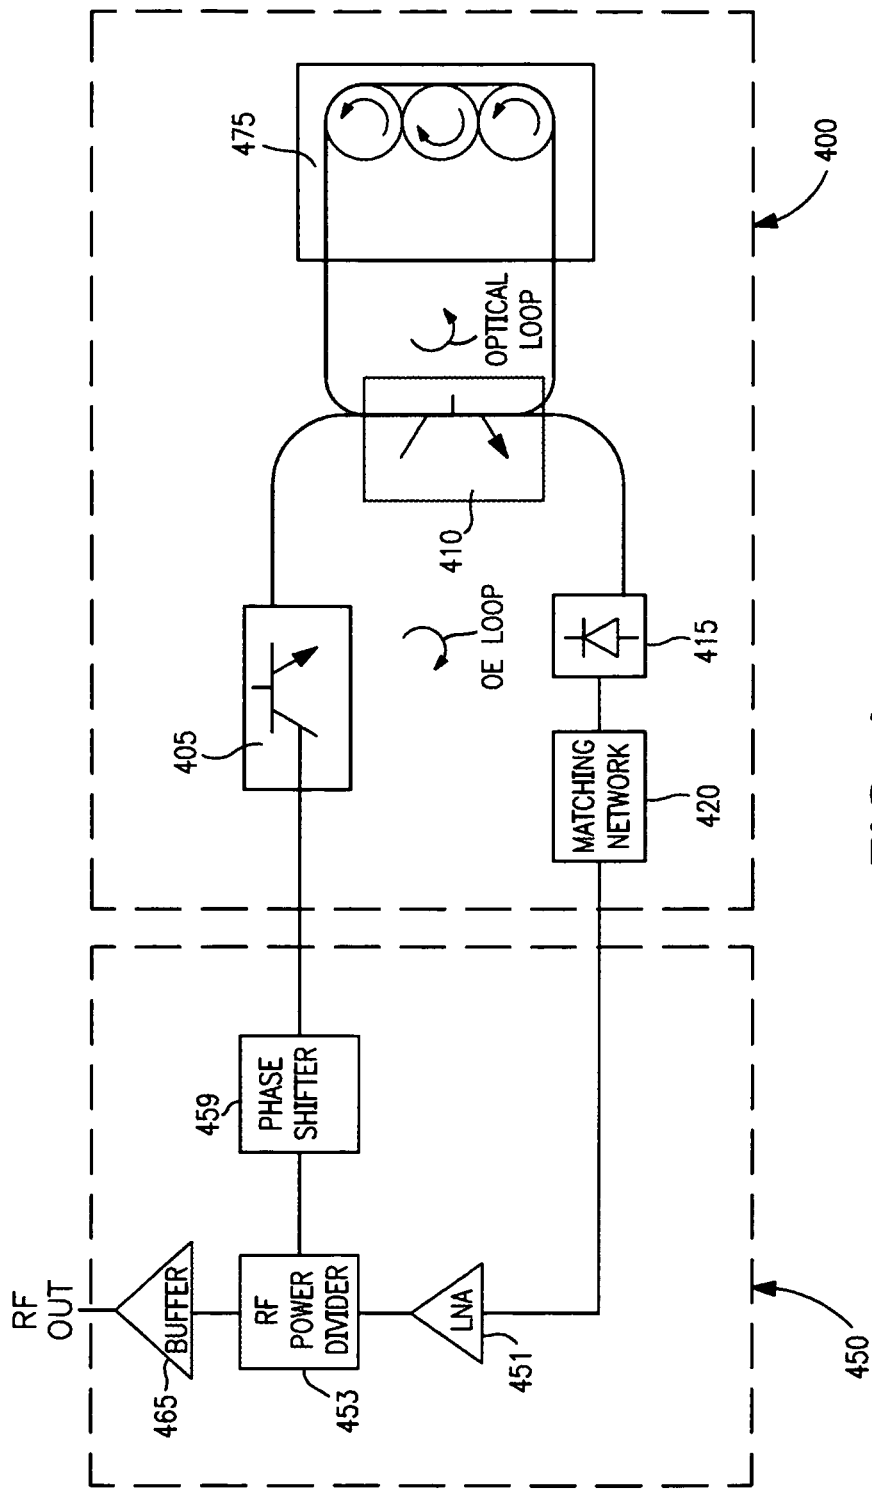 RF
OUT
BUFFER
465
RF
POWER
DIVIDER
453
LNA
451
PHASE
SHIFTER
459
450
405
OE LOOP
MATCHING
NETWORK
420
415
410
OPTICAL
LOOP
475
400